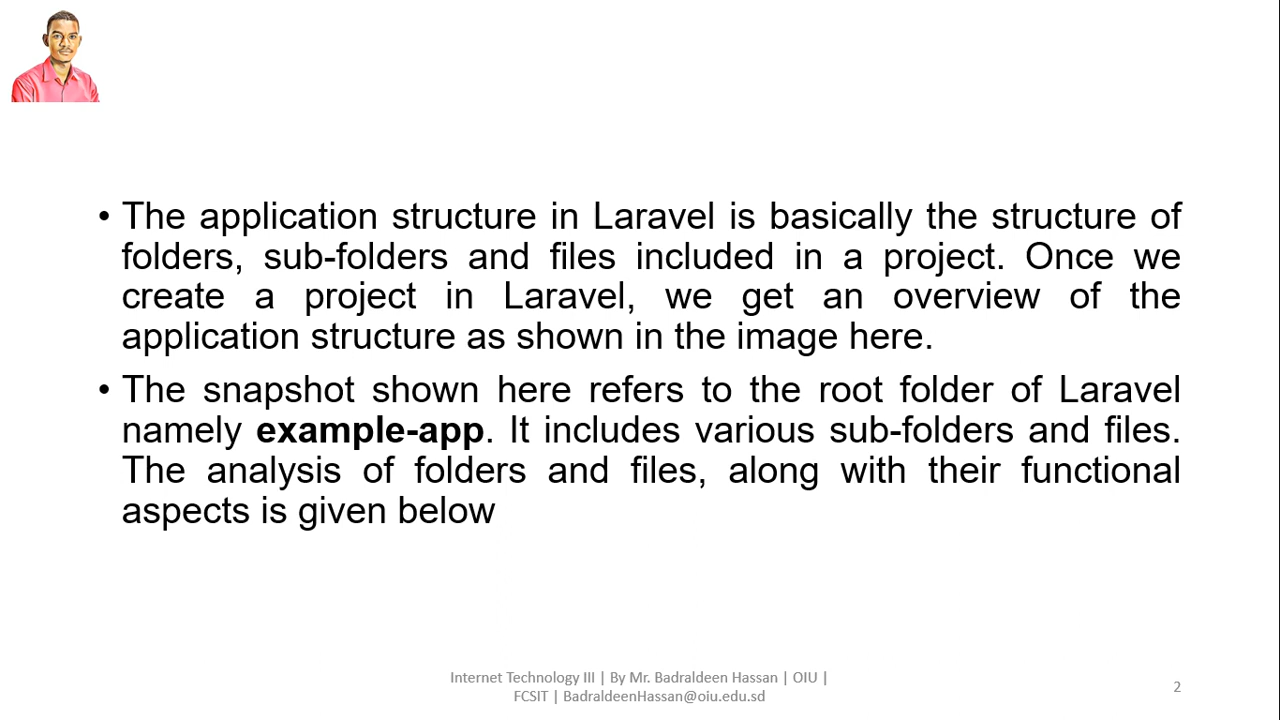 • The application structure in Laravel is basically the structure of
folders, sub-folders and files included in a project. Once we
create a project in Laravel, we get an overview of the
application structure as shown in the image here.
• The snapshot shown here refers to the root folder of Laravel
namely example-app. It includes various sub-folders and files.
The analysis of folders and files, along with their functional
aspects is given below
Internet Technology III | By Mr. Badraldeen Hassan | OIU |
FCSIT | BadraldeenHassan@oiu.edu.sd
2